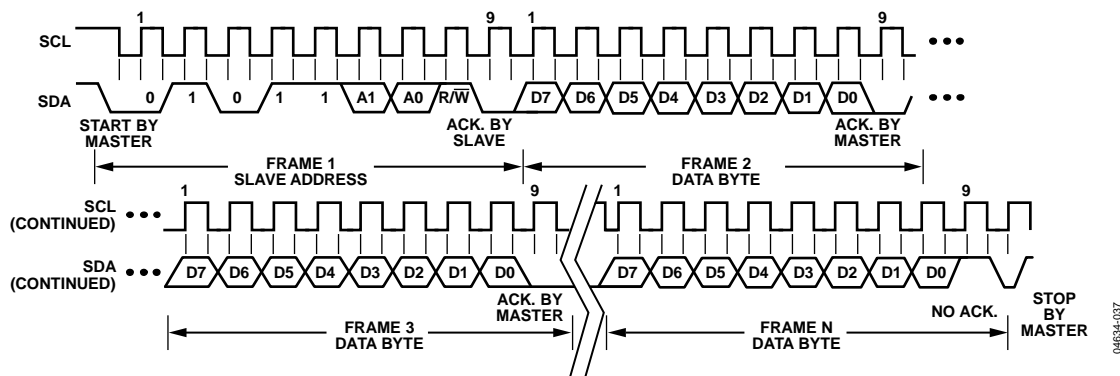 1 9 1 9
SCL
SDA 0 1 0 1 1 A1 A0 R/W̅ D7 D6 D5 D4 D3 D2 D1 D0
START BY
MASTER
ACK. BY
SLAVE
ACK. BY
MASTER
FRAME 1
SLAVE ADDRESS
FRAME 2
DATA BYTE
1 9 1 9
SCL
(CONTINUED)
SDA
(CONTINUED)
D7 D6 D5 D4 D3 D2 D1 D0 D7 D6 D5 D4 D3 D2 D1 D0
ACK. BY
MASTER
NO ACK.
STOP
BY
MASTER
FRAME 3
DATA BYTE
FRAME N
DATA BYTE
04634-037